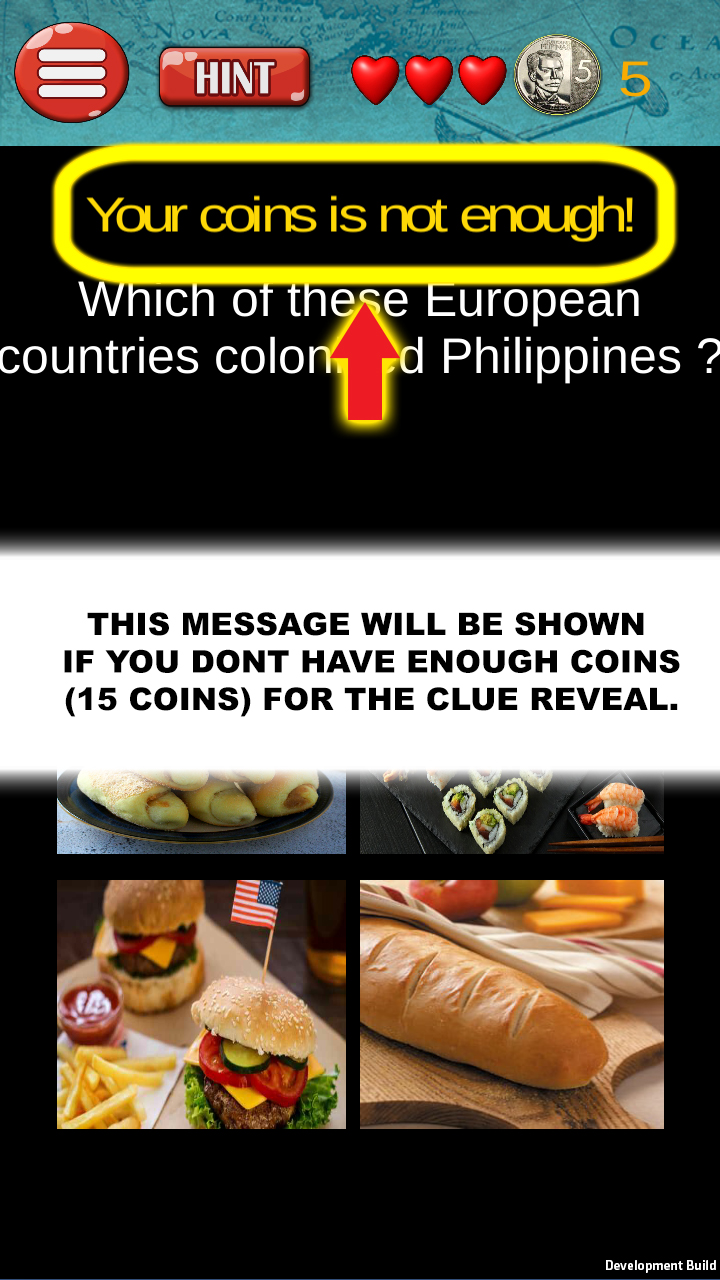 HINT
5
5
Your coins is not enough!
Which of these European
countries colon d Philippines ?
THIS MESSAGE WILL BE SHOWN
IF YOU DONT HAVE ENOUGH COINS
(15 COINS) FOR THE CLUE REVEAL.
Development Build